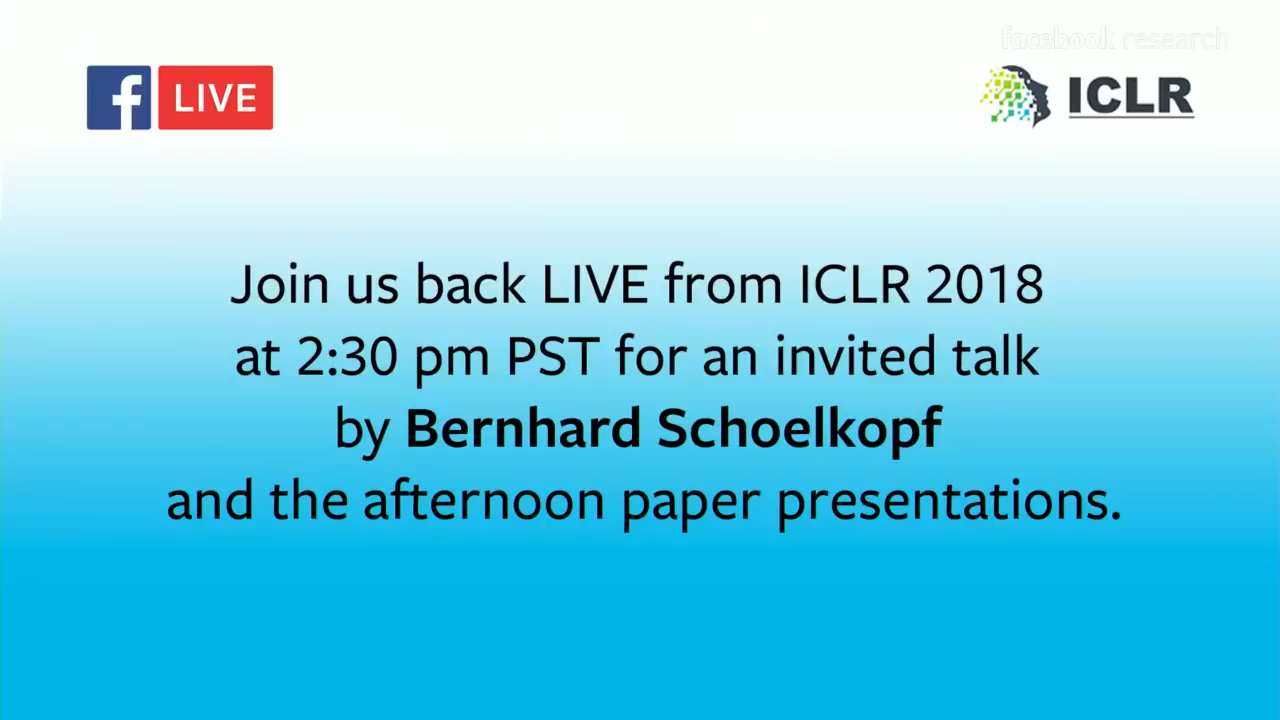 facebook research
f LIVE
ICLR
Join us back LIVE from ICLR 2018
at 2:30 pm PST for an invited talk
by Bernhard Schoelkopf
and the afternoon paper presentations.